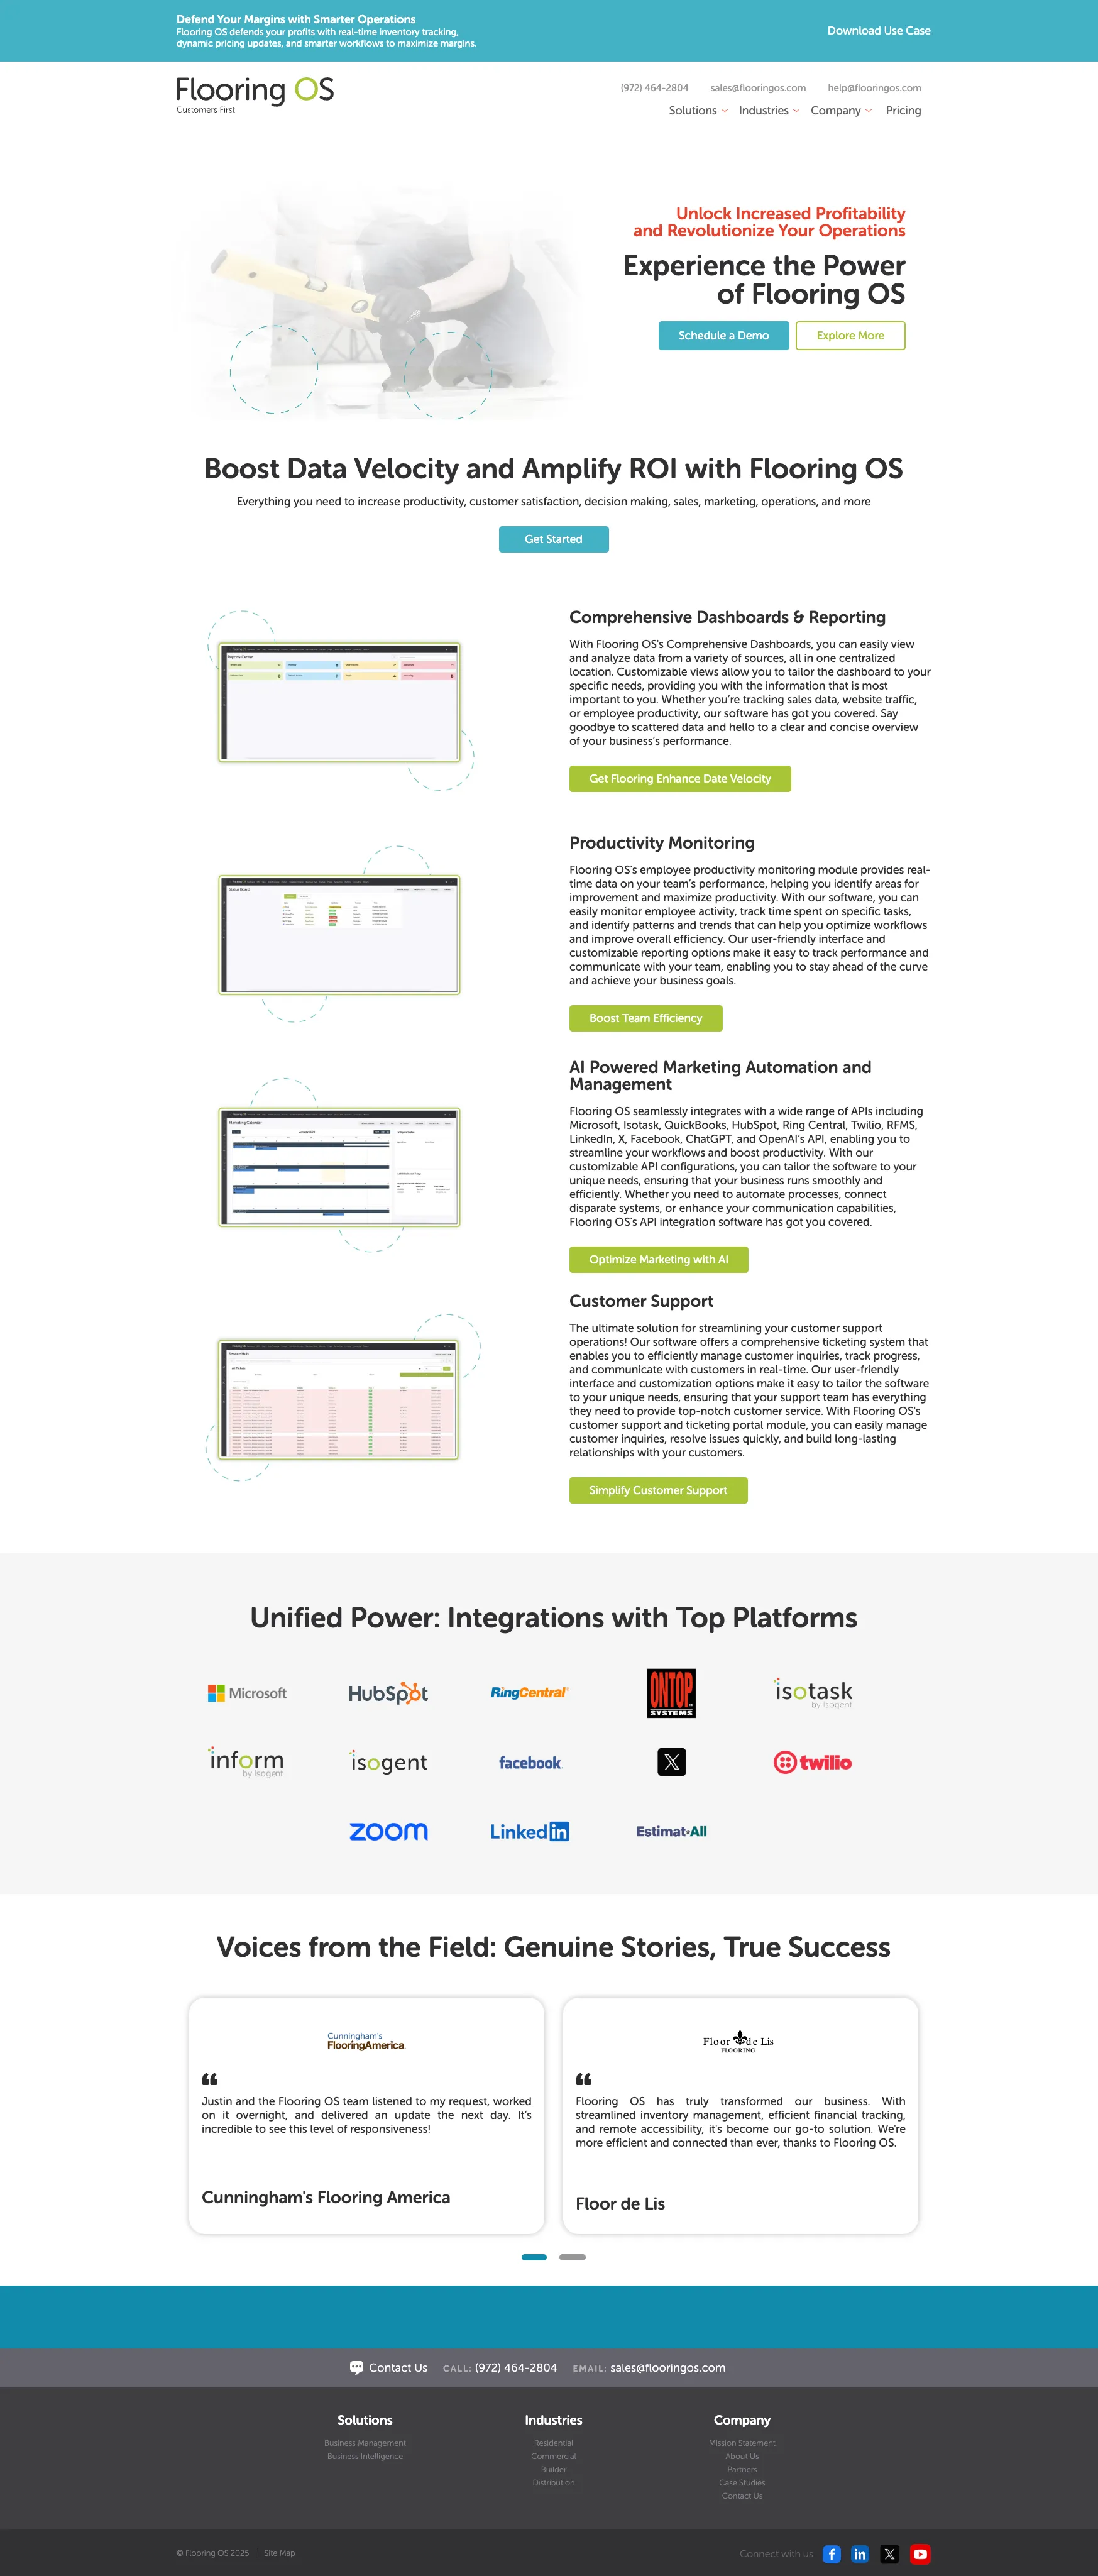 Defend Your Margins with Smarter Operations
Flooring OS defends your profits with real-time inventory tracking,
dynamic pricing updates, and smarter workflows to maximize margins.
Download Use Case
Flooring OS
Customers First
(972) 464-2804 sales@flooringos.com help@flooringos.com
Solutions Industries Company Pricing
Unlock Increased Profitability
and Revolutionize Your Operations
Experience the Power
of Flooring OS
Schedule a Demo Explore More
Boost Data Velocity and Amplify ROI with Flooring OS
Everything you need to increase productivity, customer satisfaction, decision making, sales, marketing, operations, and more
Get Started
Reports Center
Comprehensive Dashboards & Reporting
With Flooring OS's Comprehensive Dashboards, you can easily view
and analyze data from a variety of sources, all in one centralized
location. Customizable views allow you to tailor the dashboard to your
specific needs, providing you with the information that is most
important to you. Whether you're tracking sales data, website traffic,
or employee productivity, our software has got you covered. Say
goodbye to scattered data and hello to a clear and concise overview
of your business's performance.
Get Flooring Enhance Date Velocity
Status Board
Productivity Monitoring
Flooring OS's employee productivity monitoring module provides real-
time data on your team's performance, helping you identify areas for
improvement and maximize productivity. With our software, you can
easily monitor employee activity, track time spent on specific tasks,
and identify patterns and trends that can help you optimize workflows
and improve overall efficiency. Our user-friendly interface and
customizable reporting options make it easy to track performance and
communicate with your team, enabling you to stay ahead of the curve
and achieve your business goals.
Boost Team Efficiency
Marketing Calendar
AI Powered Marketing Automation and
Management
Flooring OS seamlessly integrates with a wide range of APIs including
Microsoft, Isotask, QuickBooks, HubSpot, Ring Central, Twilio, RFMS,
LinkedIn, X, Facebook, ChatGPT, and OpenAI's API, enabling you to
streamline your workflows and boost productivity. With our
customizable API configurations, you can tailor the software to your
unique needs, ensuring that your business runs smoothly and
efficiently. Whether you need to automate processes, connect
disparate systems, or enhance your communication capabilities,
Flooring OS's API integration software has got you covered.
Optimize Marketing with AI
Service Hub
All Tickets
Customer Support
The ultimate solution for streamlining your customer support
operations! Our software offers a comprehensive ticketing system that
enables you to efficiently manage customer inquiries, track progress,
and communicate with customers in real-time. Our user-friendly
interface and customization options make it easy to tailor the software
to your unique needs, ensuring that your support team has everything
they need to provide top-notch customer service. With Flooring OS's
customer support and ticketing portal module, you can easily manage
customer inquiries, resolve issues quickly, and build long-lasting
relationships with your customers.
Simplify Customer Support
Unified Power: Integrations with Top Platforms
Microsoft HubSpot RingCentral ONTOP SYSTEMS isotask by isogent
inform by Isogent isogent facebook X twilio
zoom LinkedIn Estimat•All
Voices from the Field: Genuine Stories, True Success
Cunningham's
FlooringAmerica.
“
Justin and the Flooring OS team listened to my request, worked
on it overnight, and delivered an update the next day. It's
incredible to see this level of responsiveness!
Cunningham's Flooring America
Floor de Lis
FLOORING
“
Flooring OS has truly transformed our business. With
streamlined inventory management, efficient financial tracking,
and remote accessibility, it's become our go-to solution. We're
more efficient and connected than ever, thanks to Flooring OS.
Floor de Lis
Contact Us CALL: (972) 464-2804 EMAIL: sales@flooringos.com
Solutions
Business Management
Business Intelligence
Industries
Residential
Commercial
Builder
Distribution
Company
Mission Statement
About Us
Partners
Case Studies
Contact Us
© Flooring OS 2025 | Site Map
Connect with us